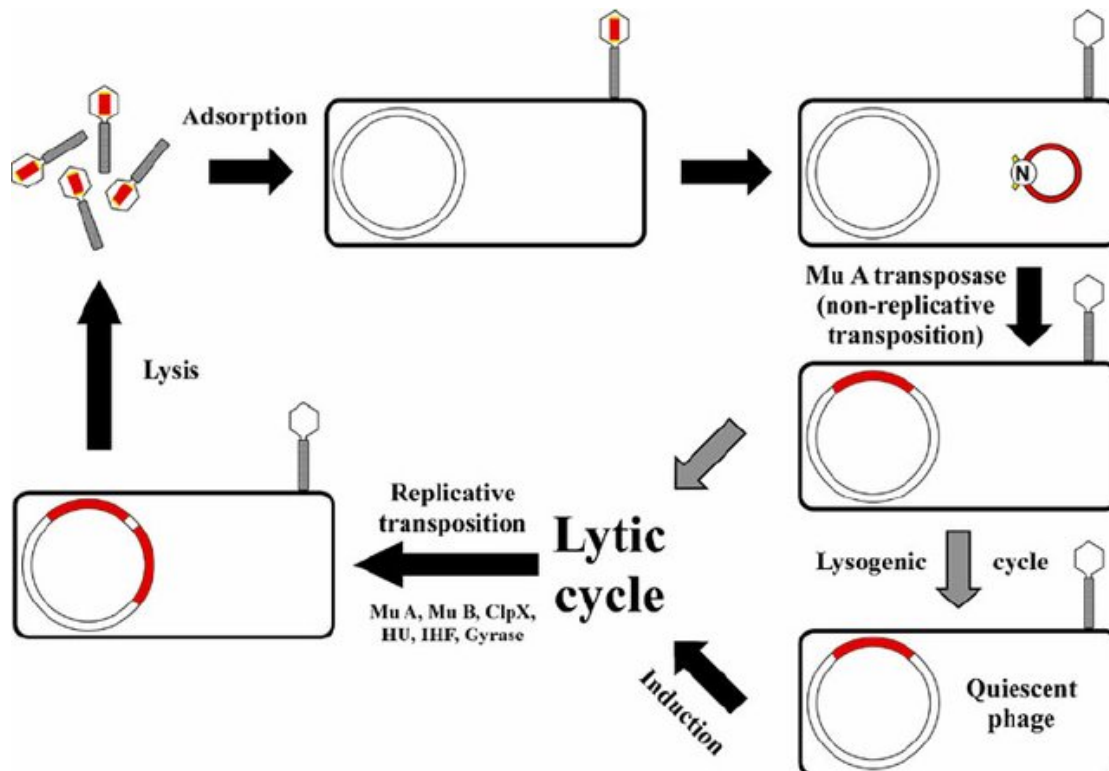 Adsorption
N
Mu A transposase
(non-replicative
transposition)
Lysis
Replicative
transposition
Lytic
cycle
Mu A, Mu B, ClpX,
HU, IHF, Gyrase
Lysogenic cycle
Induction
Quiescent
phage